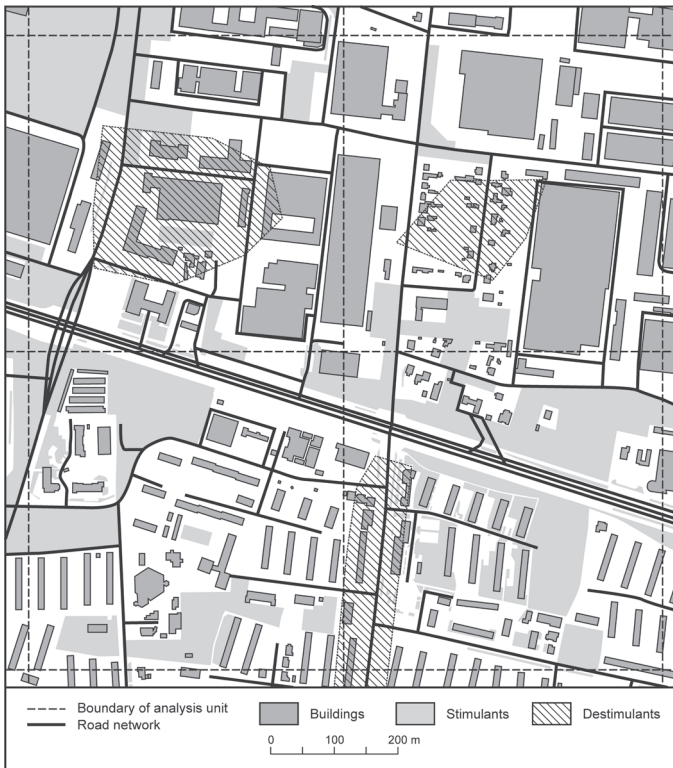 Boundary of analysis unit
Road network
Buildings
Stimulants
Destimulants
0 100 200 m